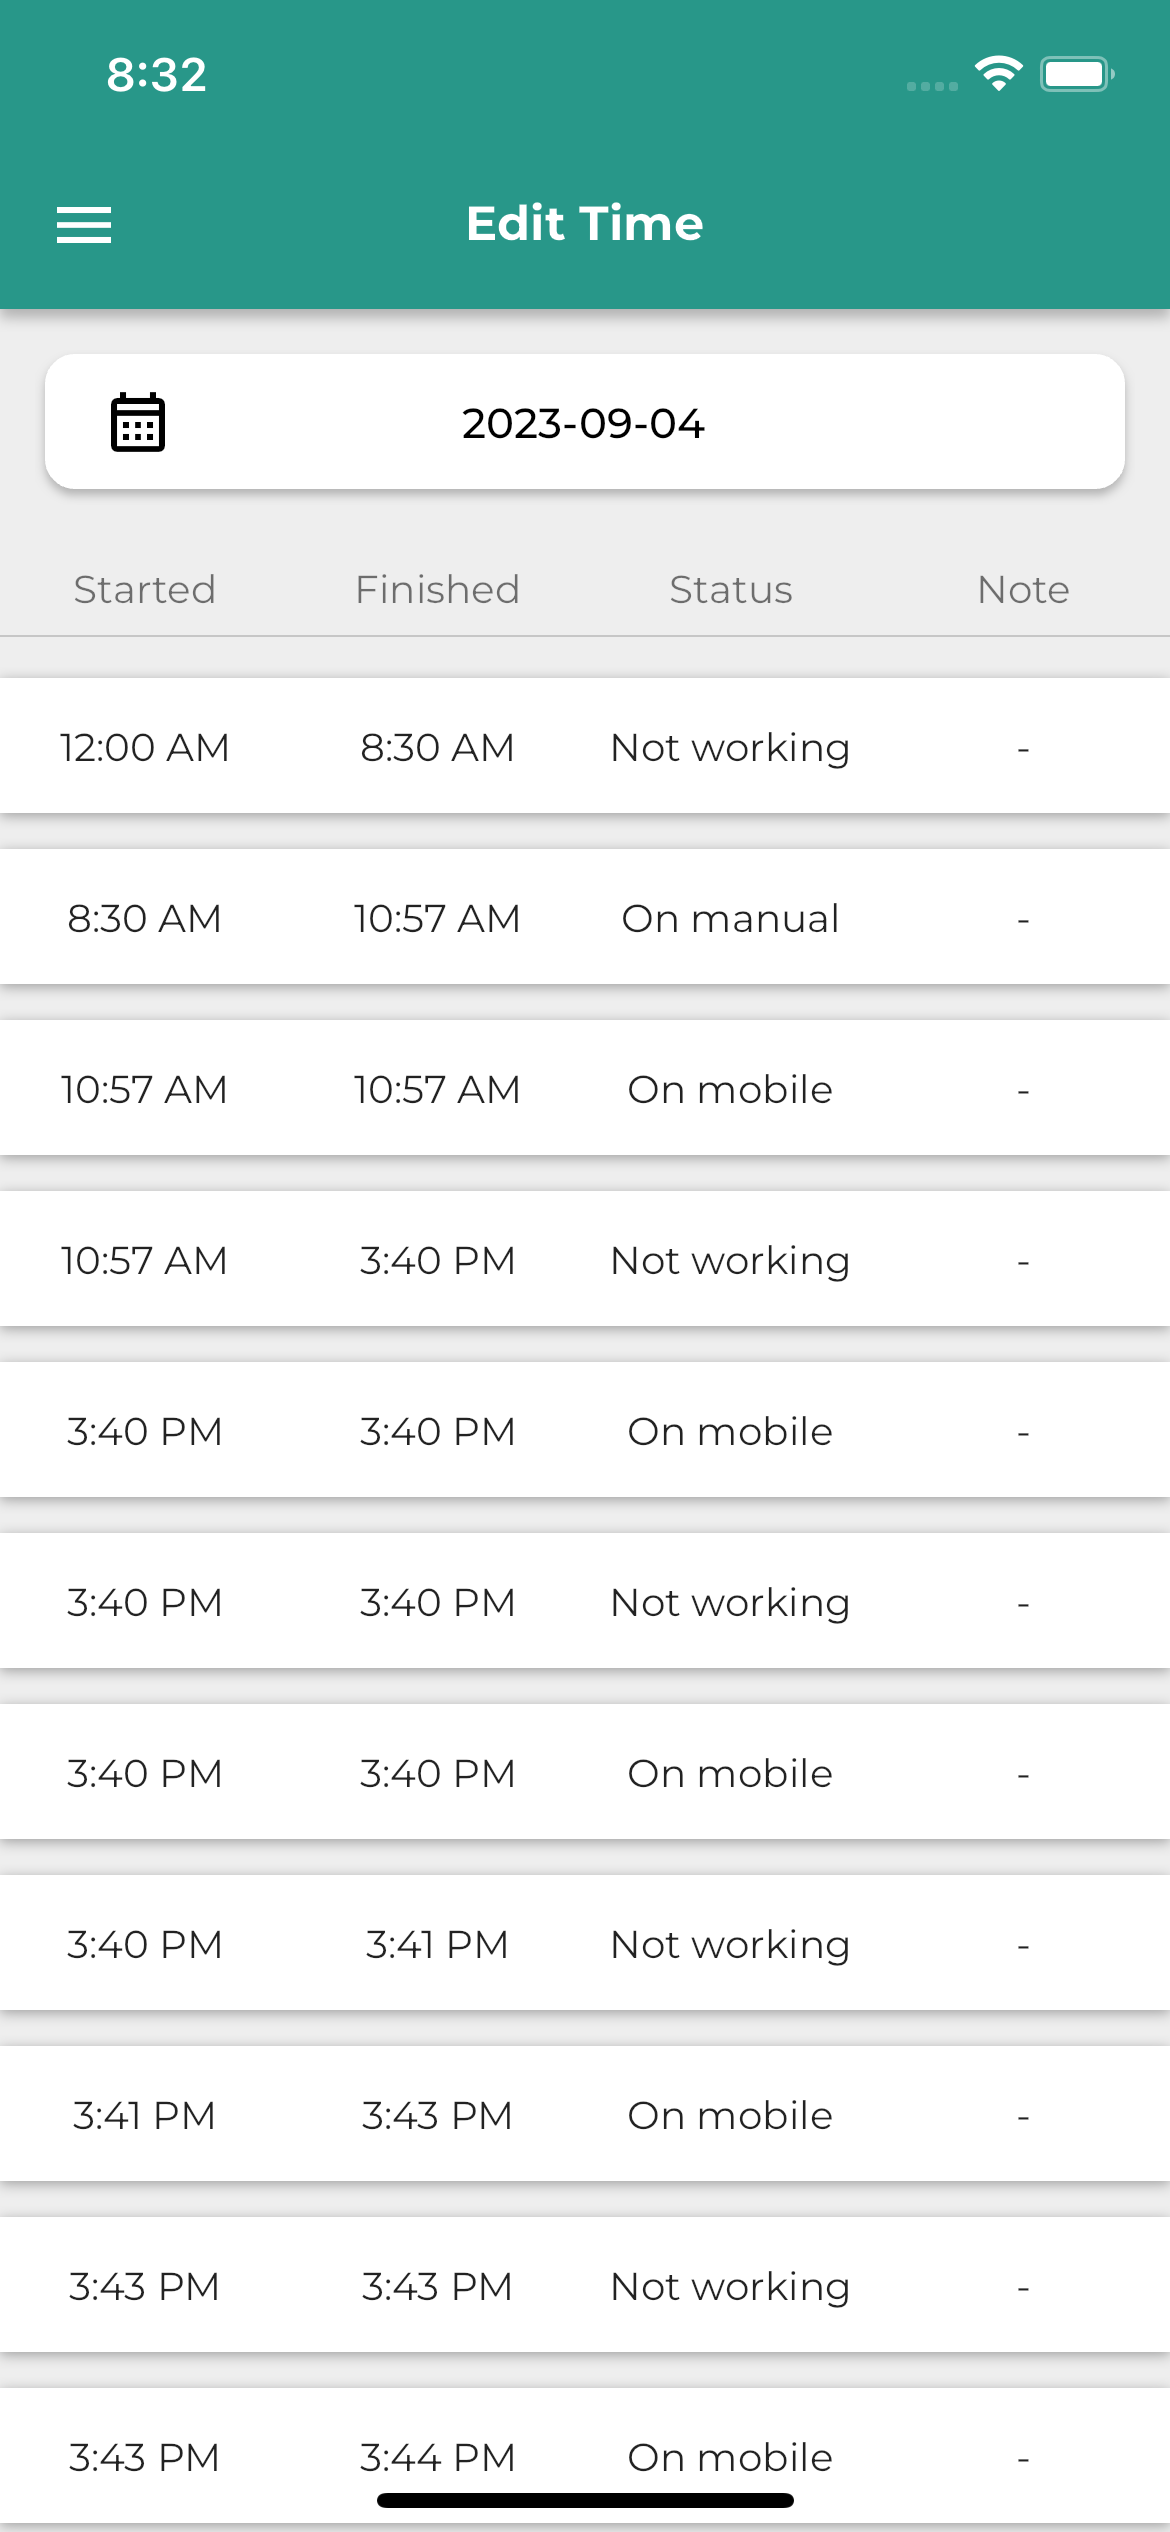 8:32
Edit Time
2023-09-04
Started Finished Status Note
12:00 AM 8:30 AM Not working -
8:30 AM 10:57 AM On manual -
10:57 AM 10:57 AM On mobile -
10:57 AM 3:40 PM Not working -
3:40 PM 3:40 PM On mobile -
3:40 PM 3:40 PM Not working -
3:40 PM 3:40 PM On mobile -
3:40 PM 3:41 PM Not working -
3:41 PM 3:43 PM On mobile -
3:43 PM 3:43 PM Not working -
3:43 PM 3:44 PM On mobile -